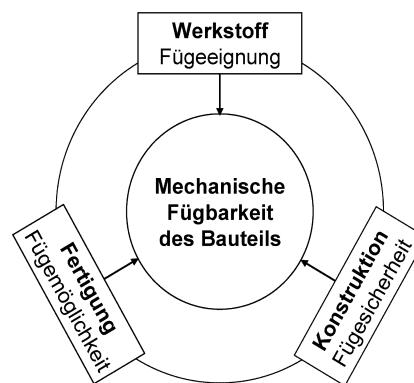 Werkstoff
Fügeeignung
Mechanische
Fügbarkeit
des Bauteils
Fertigung
Fügemöglichkeit
Konstruktion
Fügesicherheit